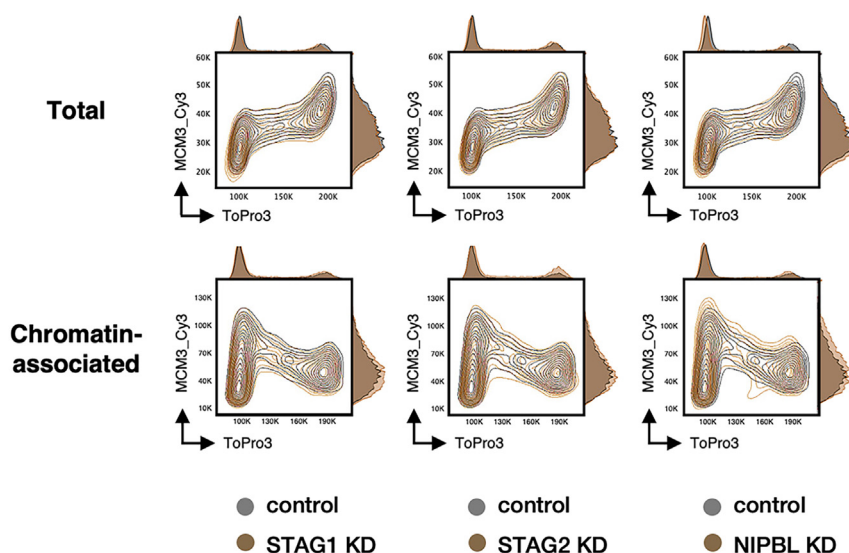 Total
MCM3_Cy3
60K
50K
40K
30K
20K
100K 150K 200K
ToPro3
MCM3_Cy3
60K
50K
40K
30K
20K
100K 150K 200K
ToPro3
MCM3_Cy3
60K
50K
40K
30K
20K
100K 150K 200K
ToPro3
Chromatin-
associated
MCM3_Cy3
130K
100K
70K
40K
10K
100K 130K 160K 190K
ToPro3
MCM3_Cy3
130K
100K
70K
40K
10K
100K 130K 160K 190K
ToPro3
MCM3_Cy3
130K
100K
70K
40K
10K
100K 130K 160K 190K
ToPro3
control control control
STAG1 KD STAG2 KD NIPBL KD